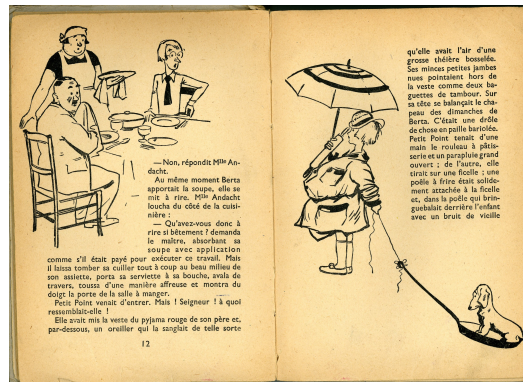 — Non, répondit Mlle An-
dacht.
Au même moment Berta
apportait la soupe, elle se
mit à rire. Mlle Andacht
loucha du côté de la cuisi-
nière :
— Qu'avez-vous donc à
rire si bêtement ? demanda
le maître, absorbant sa
soupe avec application
comme s'il était payé pour exécuter ce travail. Mais
il laissa tomber sa cuiller tout à coup au beau milieu de
son assiette, porta sa serviette à sa bouche, avala de
travers, toussa d'une manière affreuse et montra du
doigt la porte de la salle à manger.
Petit Point venait d'entrer. Mais ! Seigneur ! à quoi
ressemblait-elle !
Elle avait mis la veste du pyjama rouge de son père et,
par-dessous, un oreiller qui la sanglait de telle sorte
12
qu'elle avait l'air d'une
grosse théière bosselée.
Ses minces petites jambes
nues pointaient hors de
la veste comme deux ba-
guettes de tambour. Sur
sa tête se balançait le cha-
peau des dimanches de
Berta. C'était une drôle
de chose en paille bariolée.
Petit Point tenait d'une
main le rouleau à pâtis-
serie et un parapluie grand
ouvert ; de l'autre, elle
tirait sur une ficelle ; une
poêle à frire était solide-
ment attachée à la ficelle
et, dans la poêle qui brin-
guebalait derrière l'enfant
avec un bruit de vieille